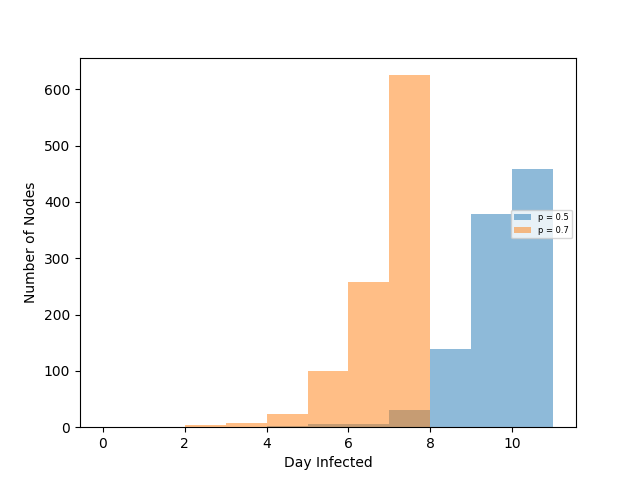 600
500
400
300
200
100
0
Number of Nodes
p = 0.5
p = 0.7
0 2 4 6 8 10
Day Infected